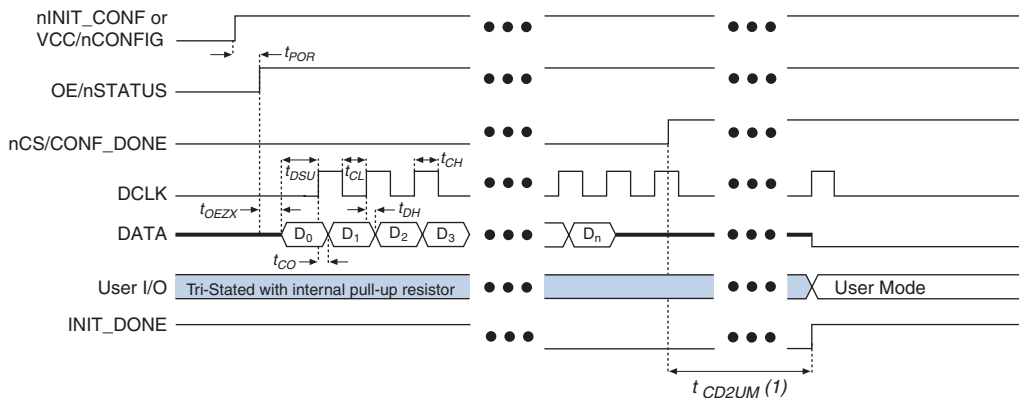 nINIT_CONF or
VCC/nCONFIG
tPOR
OE/nSTATUS
nCS/CONF_DONE
tDSU
tCL
tCH
DCLK
tOEZX
tDH
DATA
D0
D1
D2
D3
Dn
tCO
User I/O
Tri-Stated with internal pull-up resistor
User Mode
INIT_DONE
t CD2UM (1)